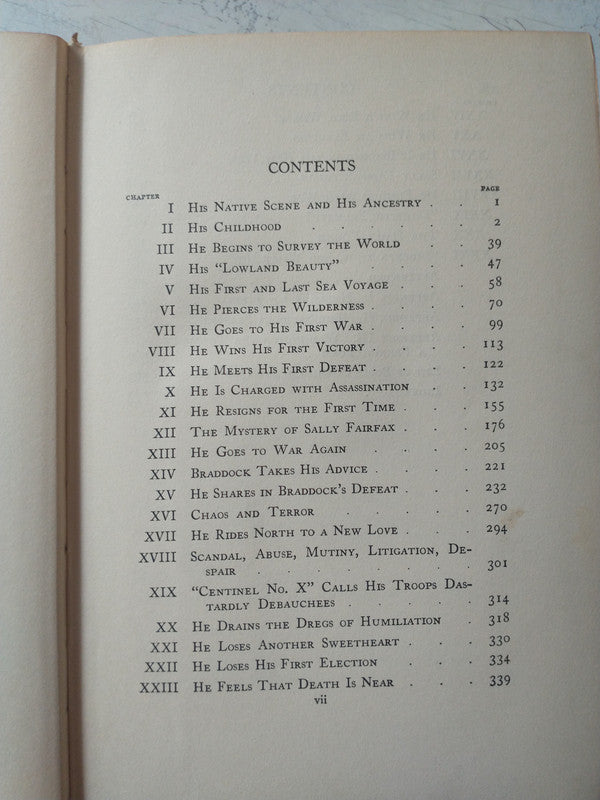 CONTENTS
CHAPTER PAGE
I His Native Scene and His Ancestry . . 1
II His Childhood . . . . . 2
III He Begins to Survey the World . . 39
IV His "Lowland Beauty" . . . 47
V His First and Last Sea Voyage . . . 58
VI He Pierces the Wilderness . . . . 70
VII He Goes to His First War . . . . 99
VIII He Wins His First Victory . . . . 113
IX He Meets His First Defeat . . . . 122
X He Is Charged with Assassination . . 132
XI He Resigns for the First Time . . . 155
XII The Mystery of Sally Fairfax . . . 176
XIII He Goes to War Again . . . . 205
XIV Braddock Takes His Advice . . . . 221
XV He Shares in Braddock's Defeat . . . 232
XVI Chaos and Terror . . . . 270
XVII He Rides North to a New Love . . . 294
XVIII Scandal, Abuse, Mutiny, Litigation, De-
spair . . . . . . . 301
XIX "Centinel No. X" Calls His Troops Das-
tardly Debauchees . . . . . 314
XX He Drains the Dregs of Humiliation . 318
XXI He Loses Another Sweetheart . . . 330
XXII He Loses His First Election . . . 334
XXIII He Feels That Death Is Near . . . 339
vii